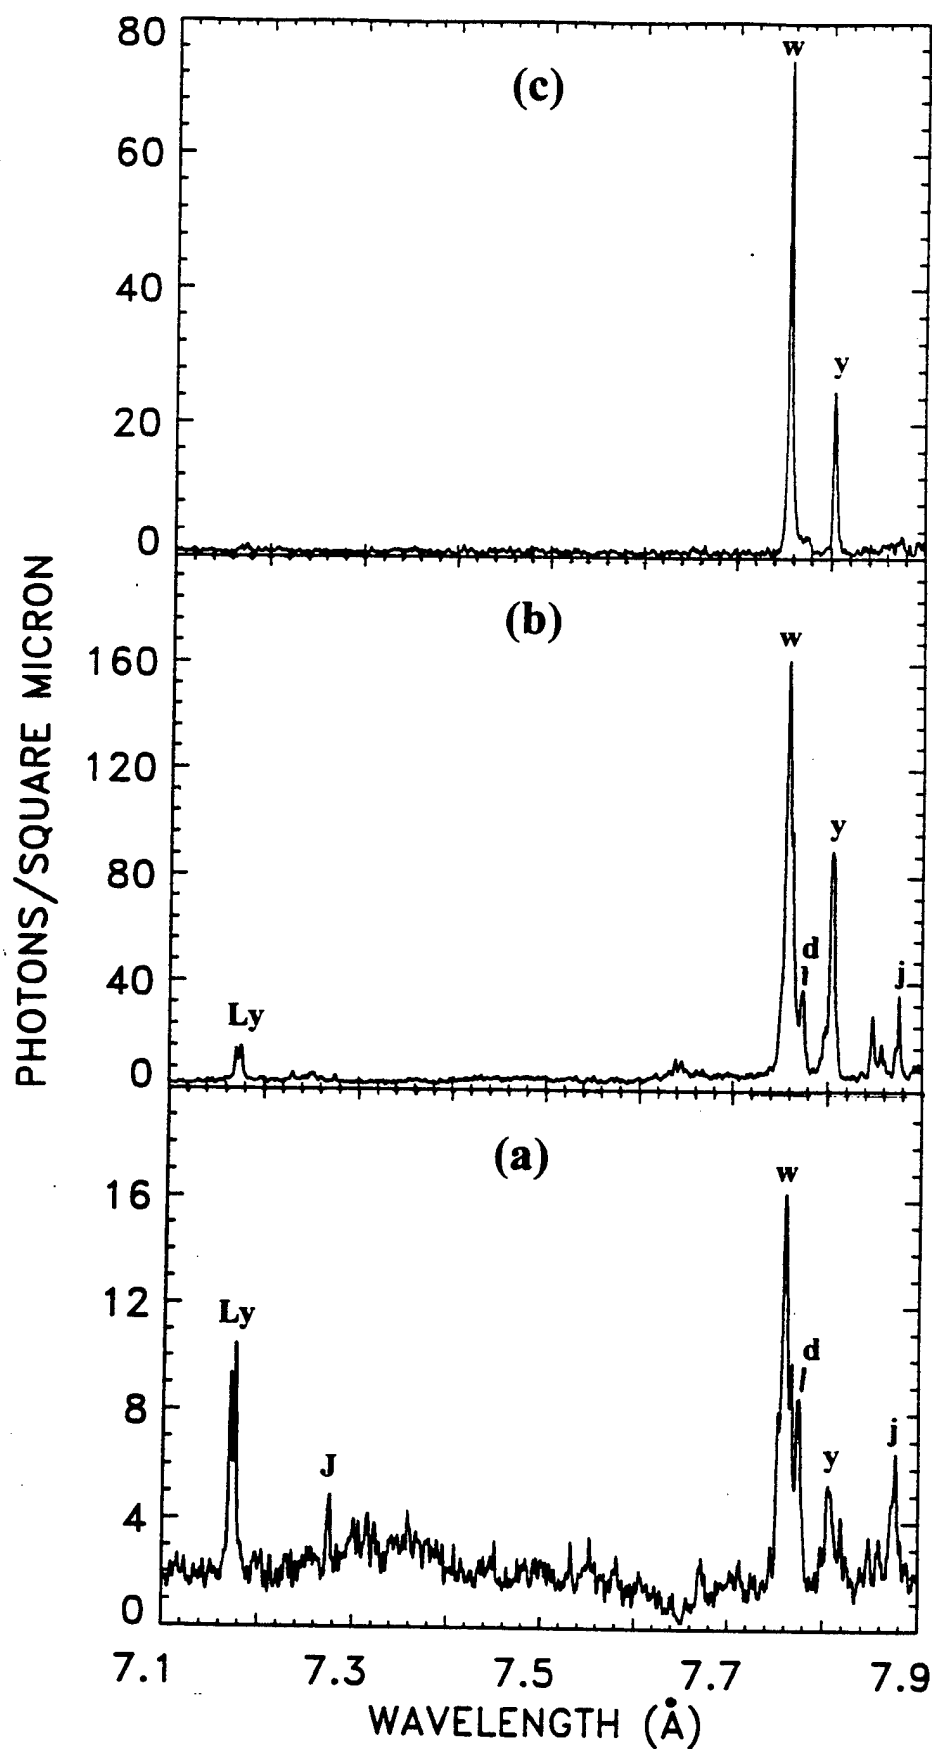 80
w
(c)
60
40
y
20
0
(b)
w
160
120
y
80
d
j
40
Ly
0
(a)
w
16
12
Ly
d
8
J
y
j
4
0
7.1 7.3 7.5 7.7 7.9
WAVELENGTH (Å)
PHOTONS/SQUARE MICRON